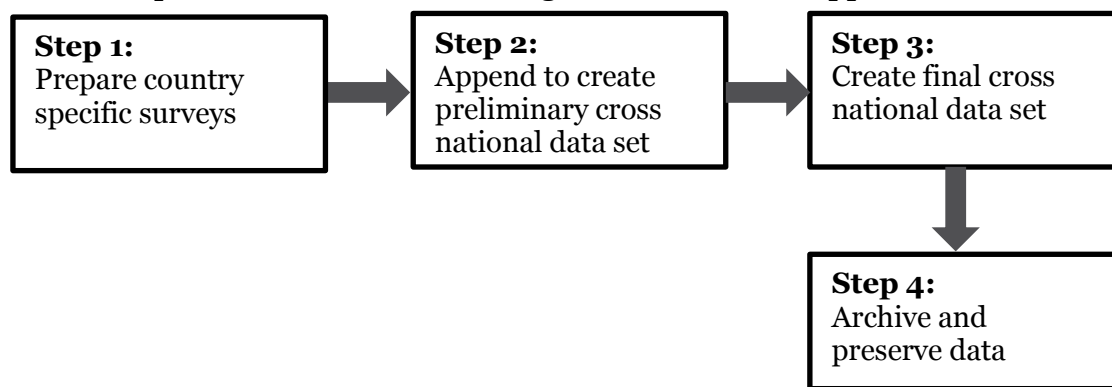 Step 1:
Prepare country
specific surveys
Step 2:
Append to create
preliminary cross
national data set
Step 3:
Create final cross
national data set
Step 4:
Archive and
preserve data